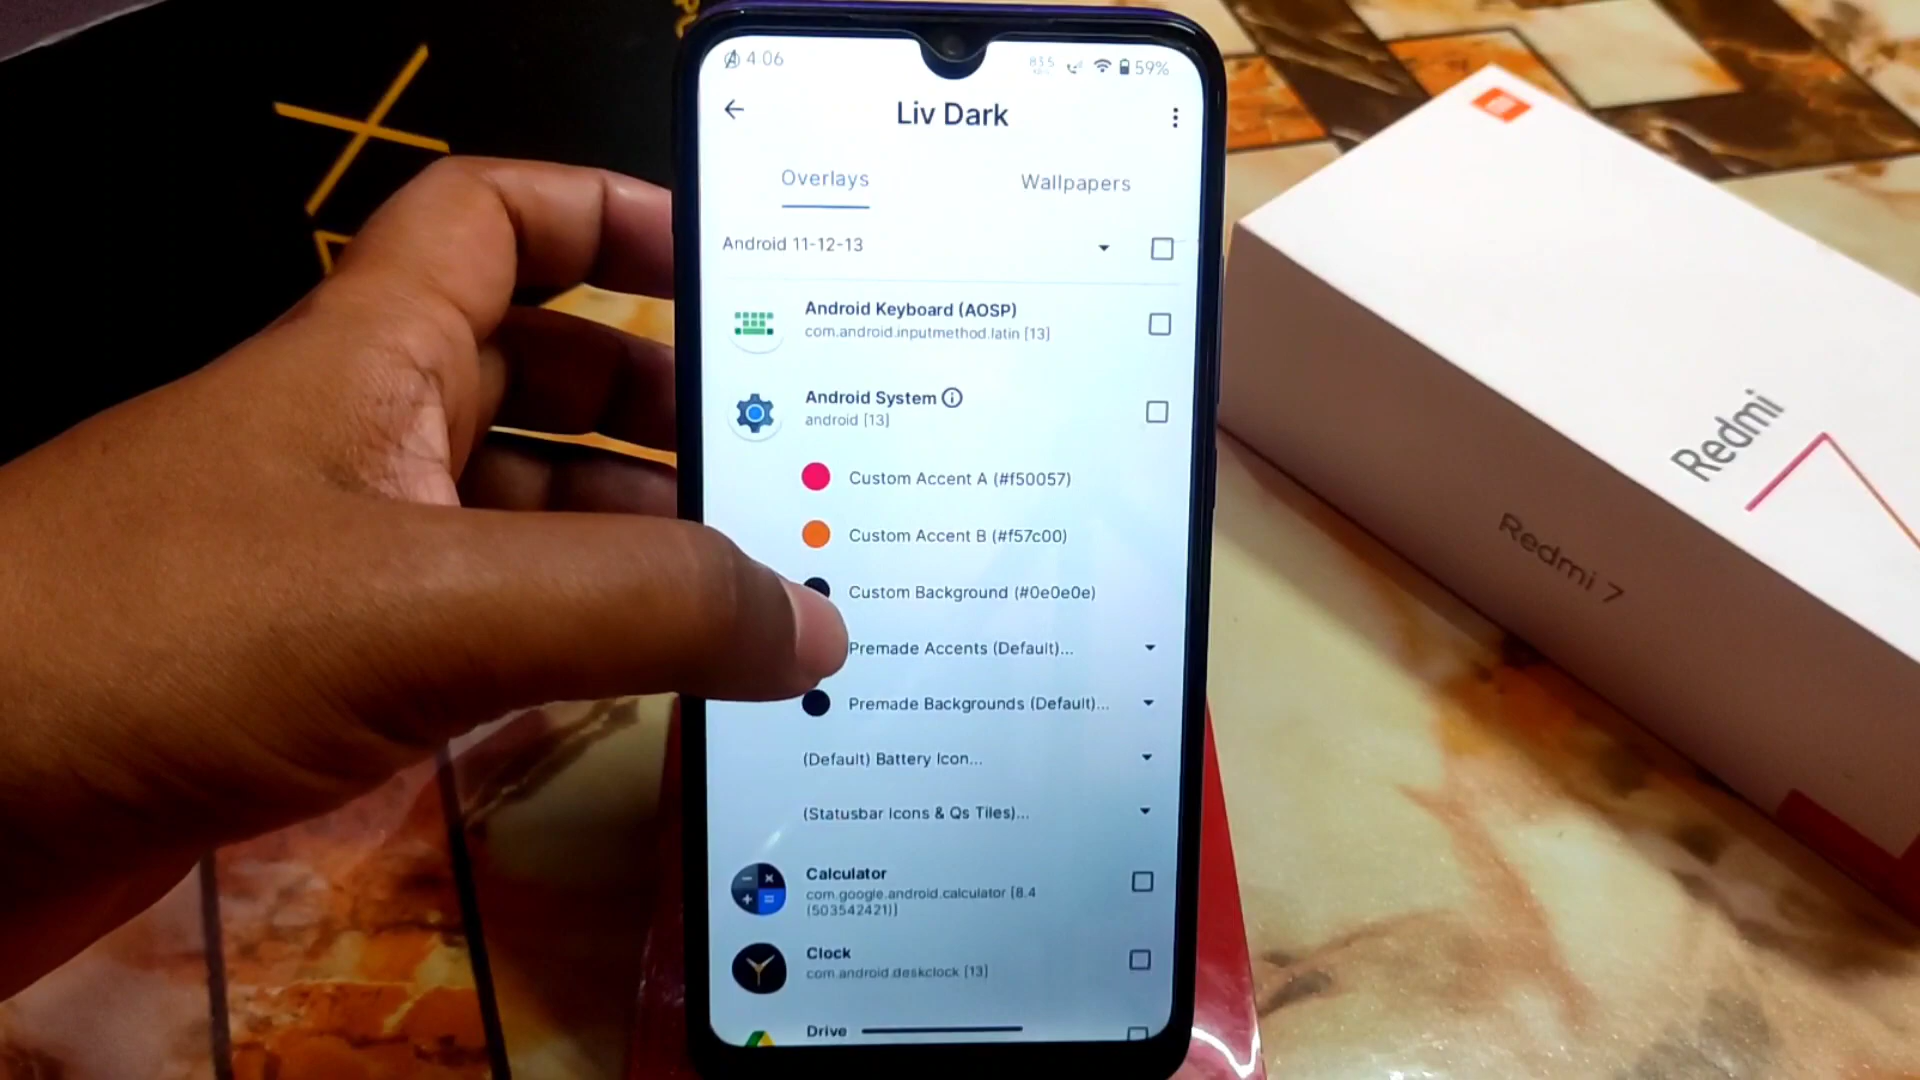 4 06
83.5
59%
Liv Dark
Overlays
Wallpapers
Android 11-12-13
Android Keyboard (AOSP)
com.android.inputmethod.latin [13]
Android System
android [13]
Custom Accent A (#f50057)
Custom Accent B (#f57c00)
Custom Background (#0e0e0e)
Premade Accents (Default)...
Premade Backgrounds (Default)...
(Default) Battery Icon...
(Statusbar Icons & Qs Tiles)...
Calculator
com.google.android.calculator [8.4
(503542421)]
Clock
com.android.deskclock [13]
Drive
Redmi
7
Redmi 7